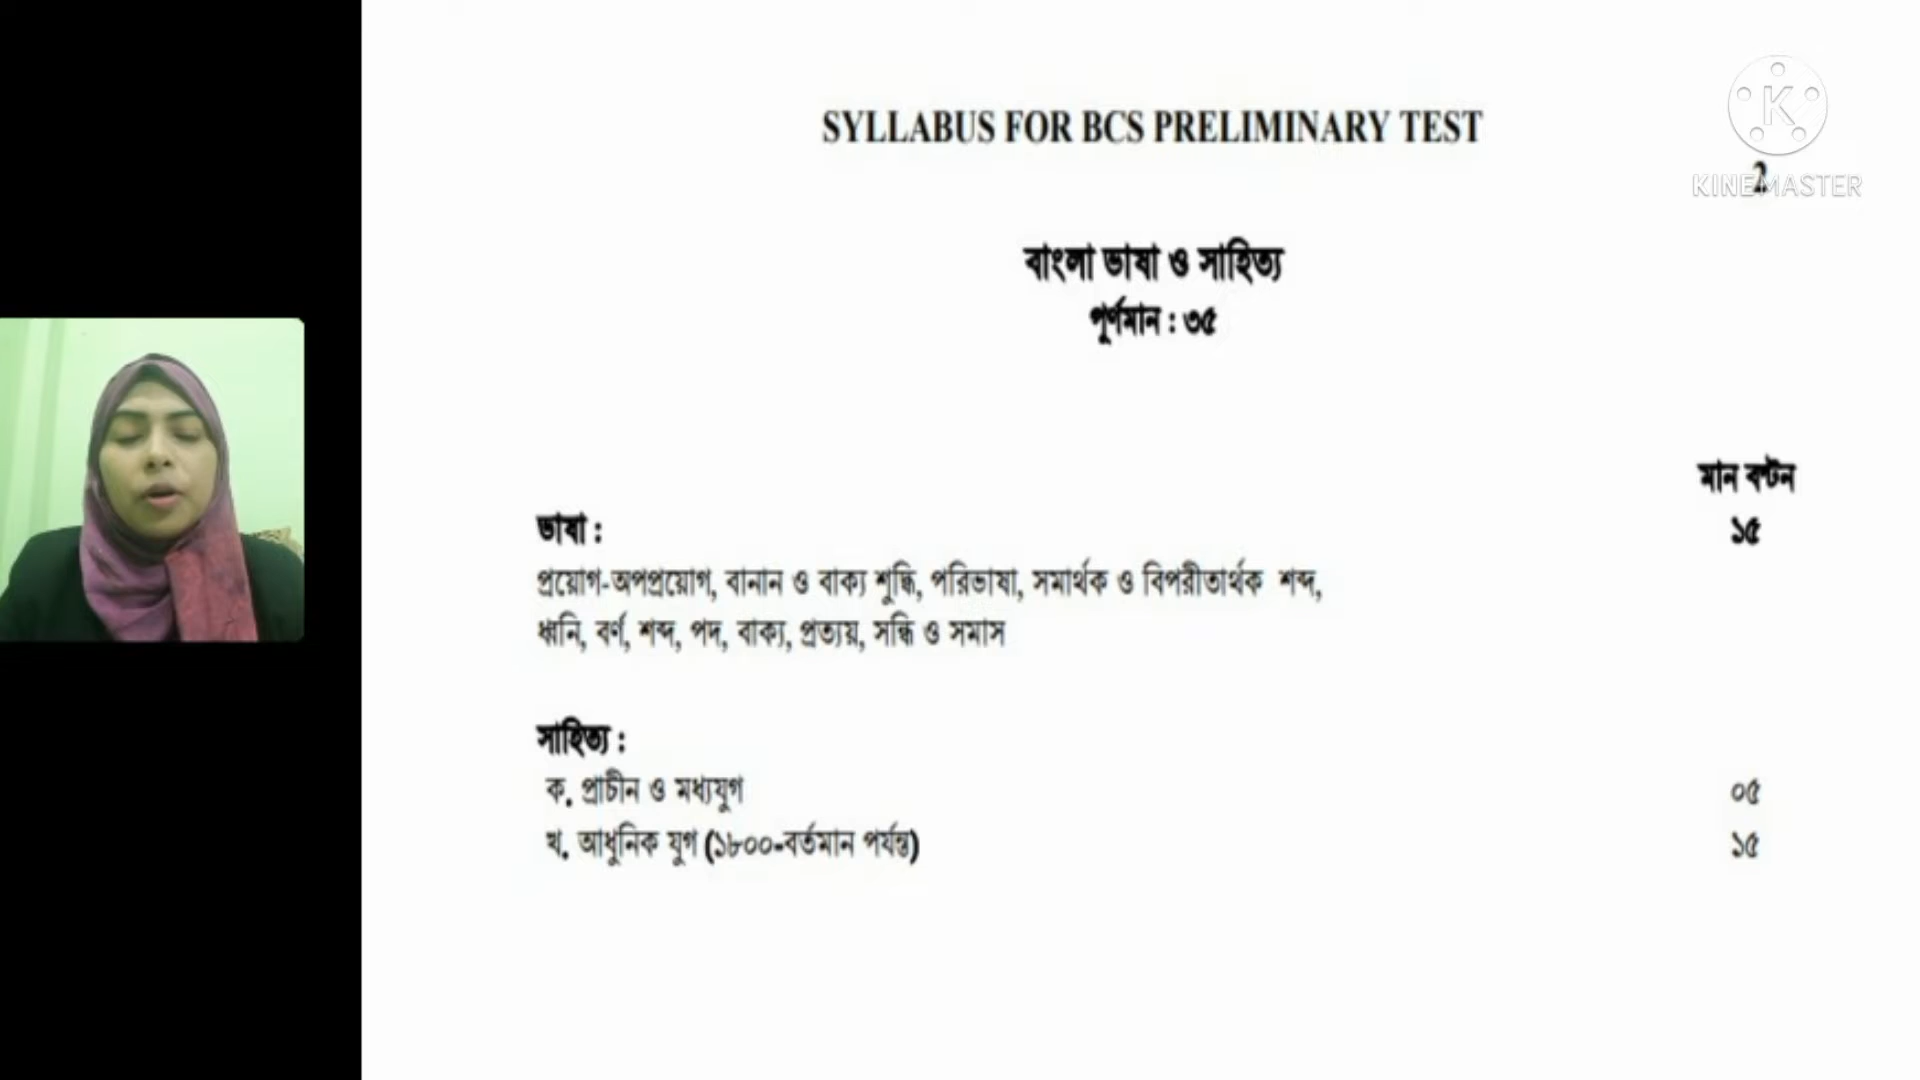 SYLLABUS FOR BCS PRELIMINARY TEST
K
KINEMASTER
2
বাংলা ভাষা ও সাহিত্য
পূর্ণমান : ৩৫
মান বণ্টন
ভাষা : ১৫
প্রয়োগ-অপপ্রয়োগ, বানান ও বাক্য শুদ্ধি, পরিভাষা, সমার্থক ও বিপরীতার্থক শব্দ,
ধ্বনি, বর্ণ, শব্দ, পদ, বাক্য, প্রত্যয়, সন্ধি ও সমাস
সাহিত্য :
ক. প্রাচীন ও মধ্যযুগ ০৫
খ. আধুনিক যুগ (১৮০০-বর্তমান পর্যন্ত) ১৫